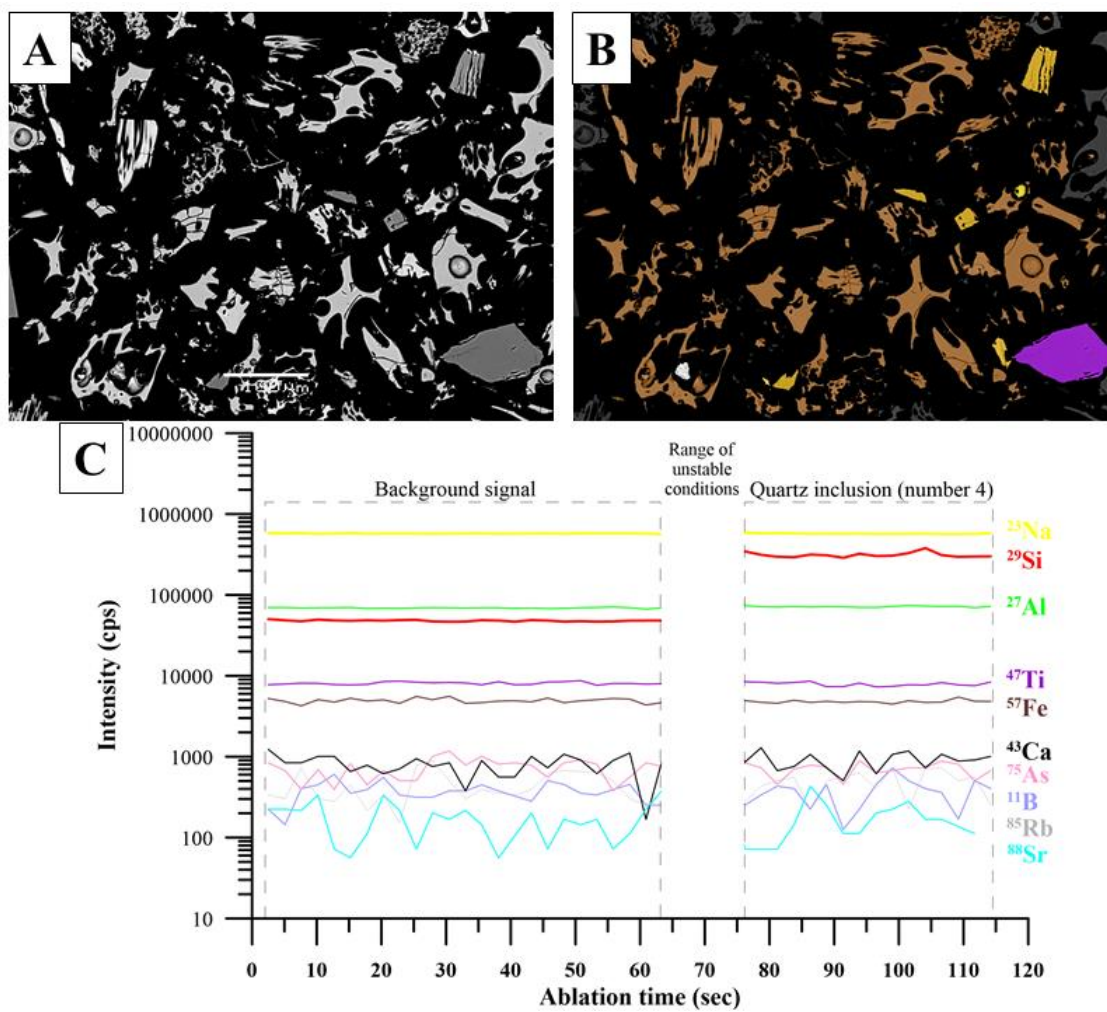 A
B
C
10000000
1000000
100000
10000
1000
100
10
Intensity (cps)
Background signal
Range of
unstable
conditions
Quartz inclusion (number 4)
²³Na
²⁹Si
²⁷Al
⁴⁷Ti
⁵⁷Fe
⁴³Ca
⁷⁵As
¹¹B
⁸⁵Rb
⁸⁸Sr
0 10 20 30 40 50 60 70 80 90 100 110 120
Ablation time (sec)